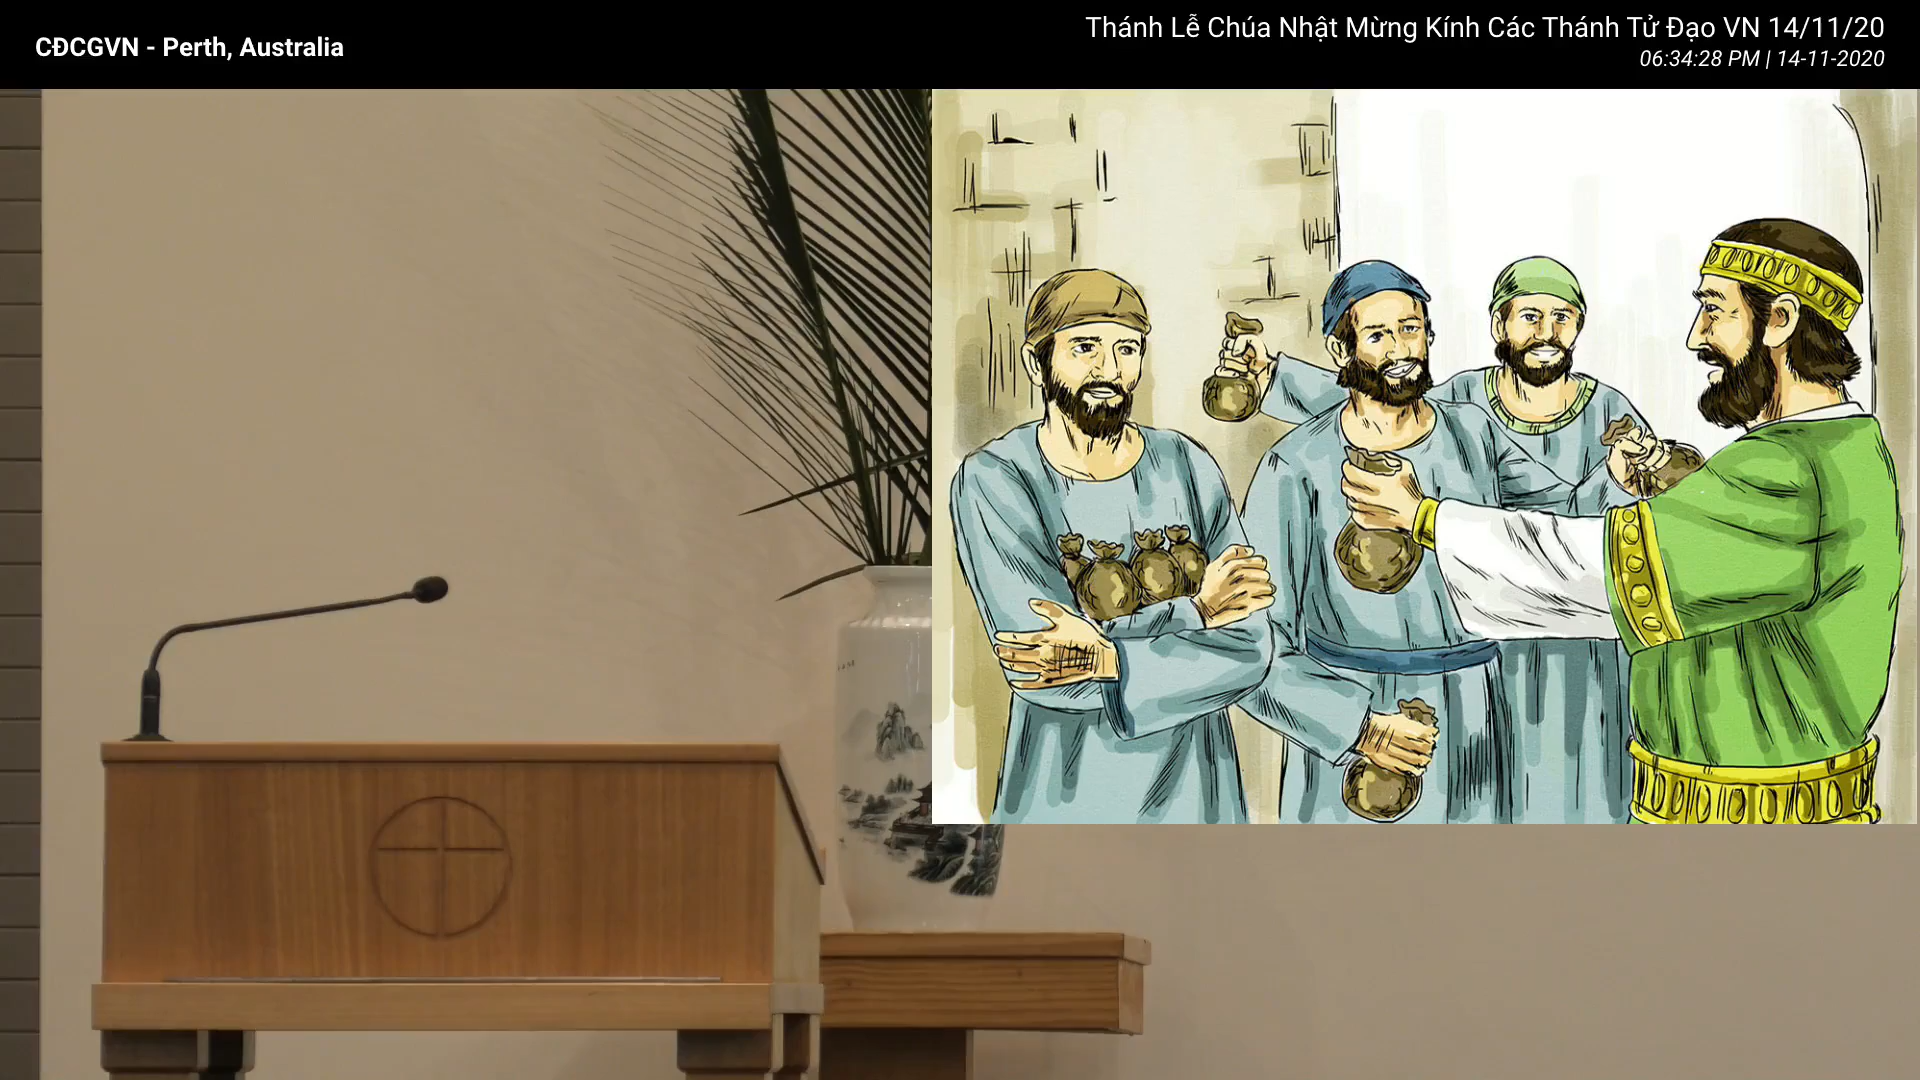 CĐCGVN - Perth, Australia
Thánh Lễ Chúa Nhật Mừng Kính Các Thánh Tử Đạo VN 14/11/20
06:34:28 PM | 14-11-2020